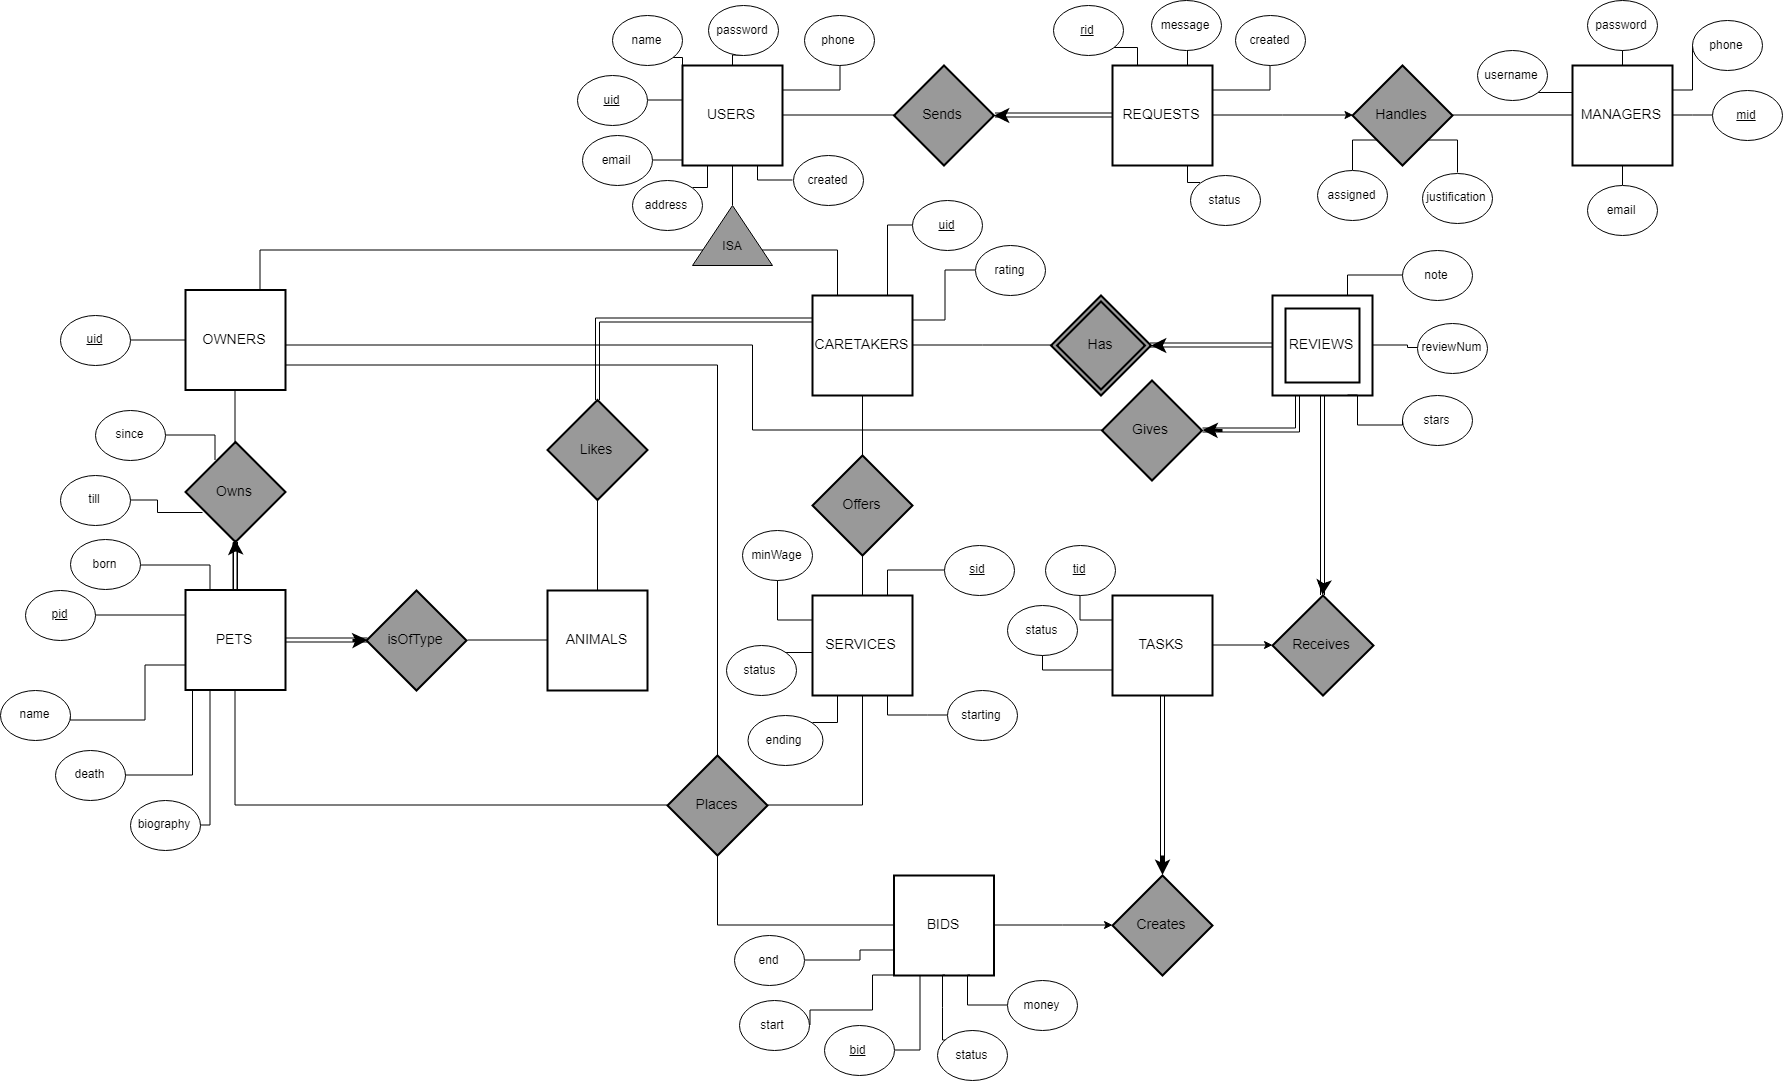 name
password
phone
uid
USERS
email
address
created
Sends
rid
message
created
REQUESTS
status
Handles
assigned
justification
password
username
phone
MANAGERS
mid
email
ISA
uid
rating
OWNERS
uid
CARETAKERS
Has
REVIEWS
note
reviewNum
stars
Gives
since
till
Owns
Likes
Offers
born
pid
PETS
name
death
biography
isOfType
ANIMALS
minWage
sid
SERVICES
status
ending
starting
tid
status
TASKS
Receives
Places
BIDS
Creates
end
start
bid
status
money